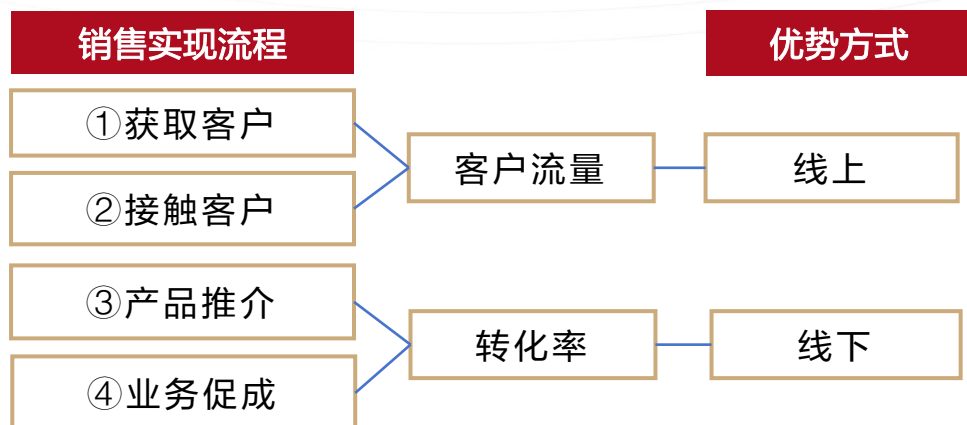 销售实现流程
优势方式
①获取客户
②接触客户
客户流量
线上
③产品推介
④业务促成
转化率
线下